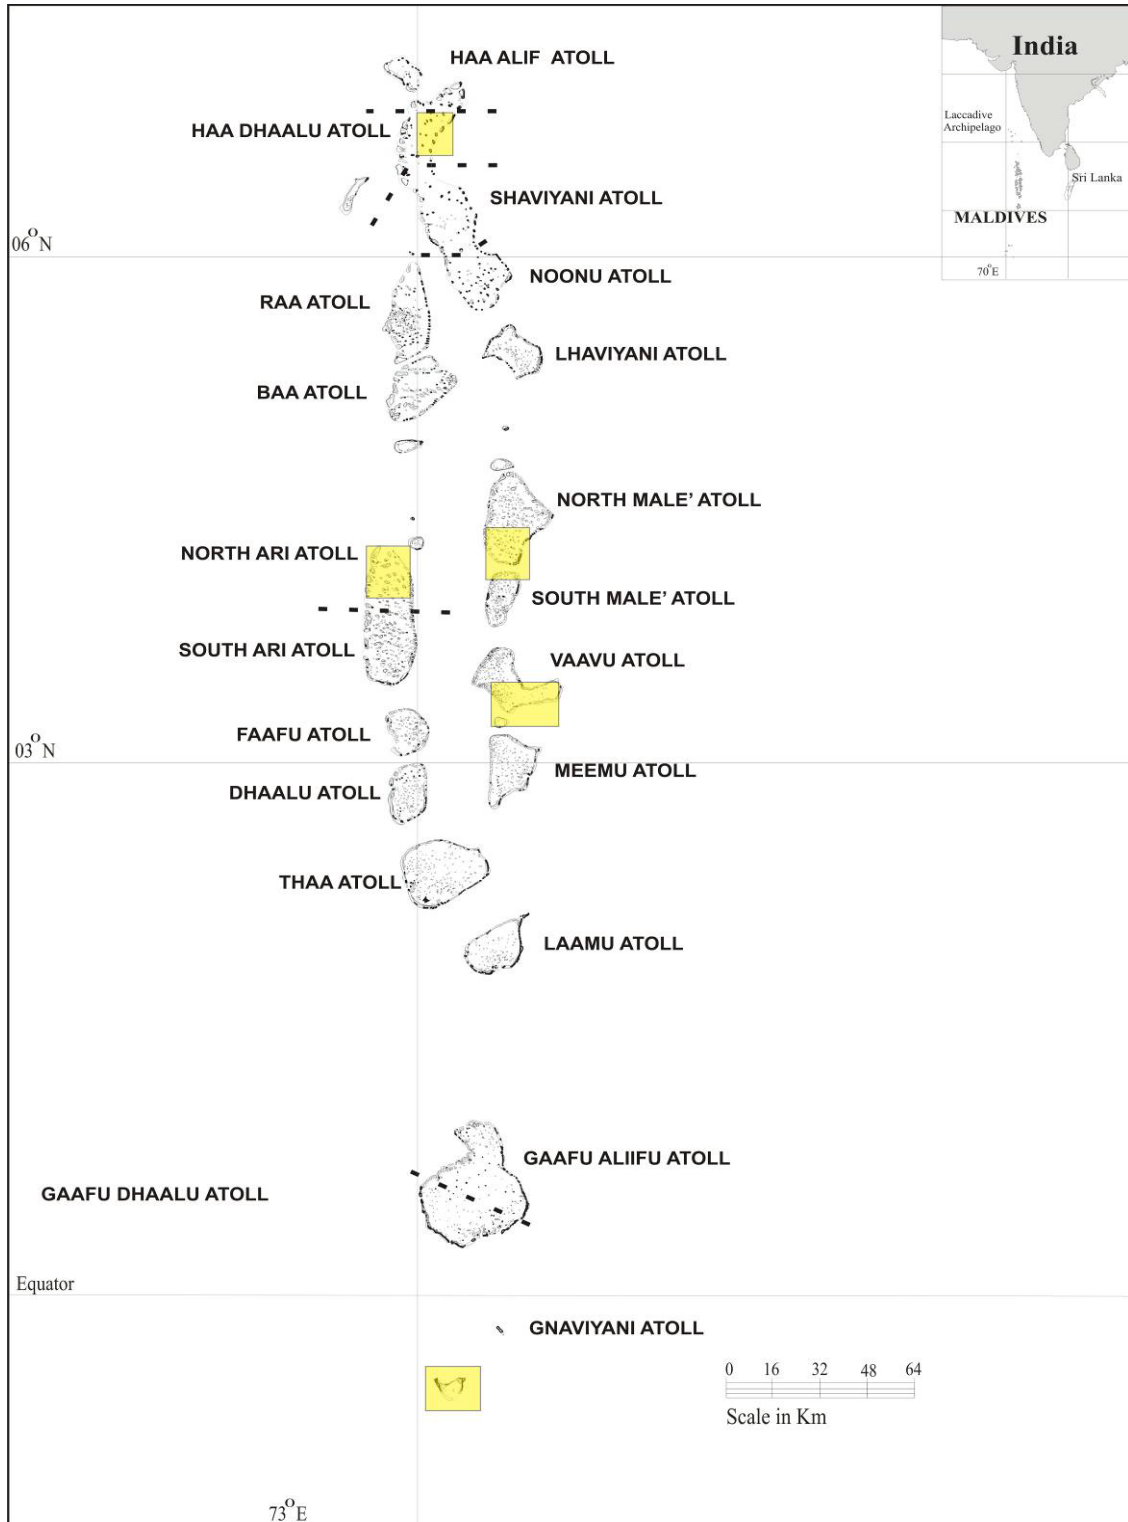 HAA ALIF ATOLL
India
HAA DHAALU ATOLL
Laccadive
Archipelago
Sri Lanka
SHAVIYANI ATOLL
MALDIVES
06°N
70°E
NOONU ATOLL
RAA ATOLL
LHAVIYANI ATOLL
BAA ATOLL
NORTH MALE' ATOLL
NORTH ARI ATOLL
SOUTH MALE' ATOLL
SOUTH ARI ATOLL
VAAVU ATOLL
FAAFU ATOLL
03°N
MEEMU ATOLL
DHAALU ATOLL
THAA ATOLL
LAAMU ATOLL
GAAFU ALIIFU ATOLL
GAAFU DHAALU ATOLL
Equator
GNAVIYANI ATOLL
0 16 32 48 64
Scale in Km
73°E